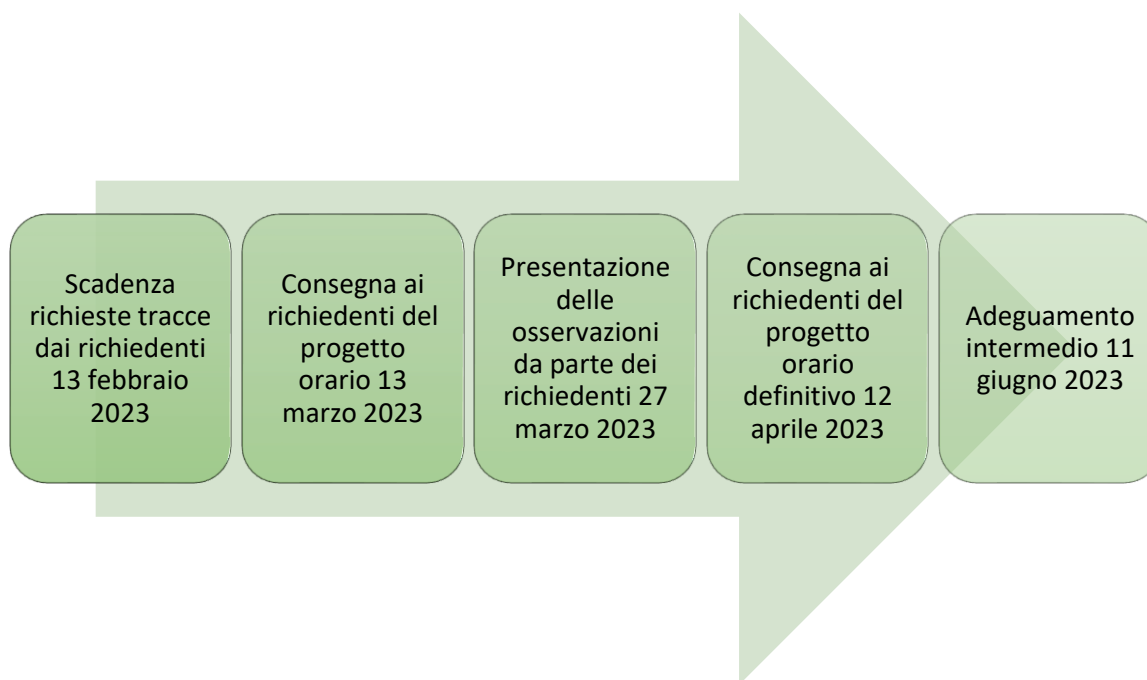 Scadenza
richieste tracce
dai richiedenti
13 febbraio
2023
Consegna ai
richiedenti del
progetto
orario 13
marzo 2023
Presentazione
delle
osservazioni
da parte dei
richiedenti 27
marzo 2023
Consegna ai
richiedenti del
progetto
orario
definitivo 12
aprile 2023
Adeguamento
intermedio 11
giugno 2023